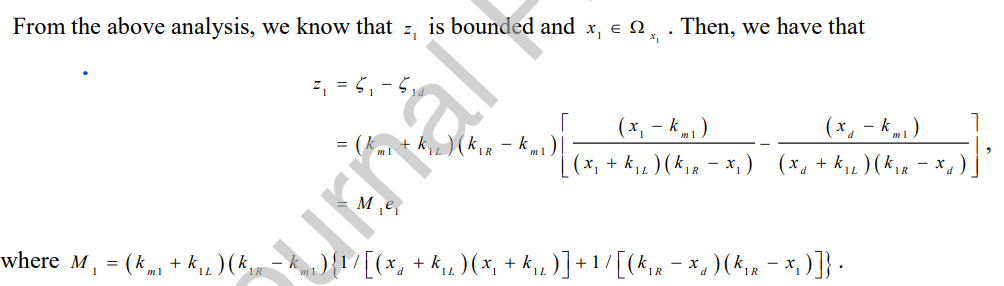 From the above analysis, we know that z₁ is bounded and x₁ ∈ Ω_{x₁} . Then, we have that
z₁ = ζ₁ − ζ_{1d}
= (k_{m1} + k_{1L})(k_{1R} − k_{m1})[ (x₁ − k_{m1}) / ((x₁ + k_{1L})(k_{1R} − x₁)) − (x_d − k_{m1}) / ((x_d + k_{1L})(k_{1R} − x_d)) ],
= M₁e₁
where M₁ = (k_{m1} + k_{1L})(k_{1R} − k_{m1}){1/[(x_d + k_{1L})(x₁ + k_{1L})] + 1/[(k_{1R} − x_d)(k_{1R} − x₁)]} .
urnal